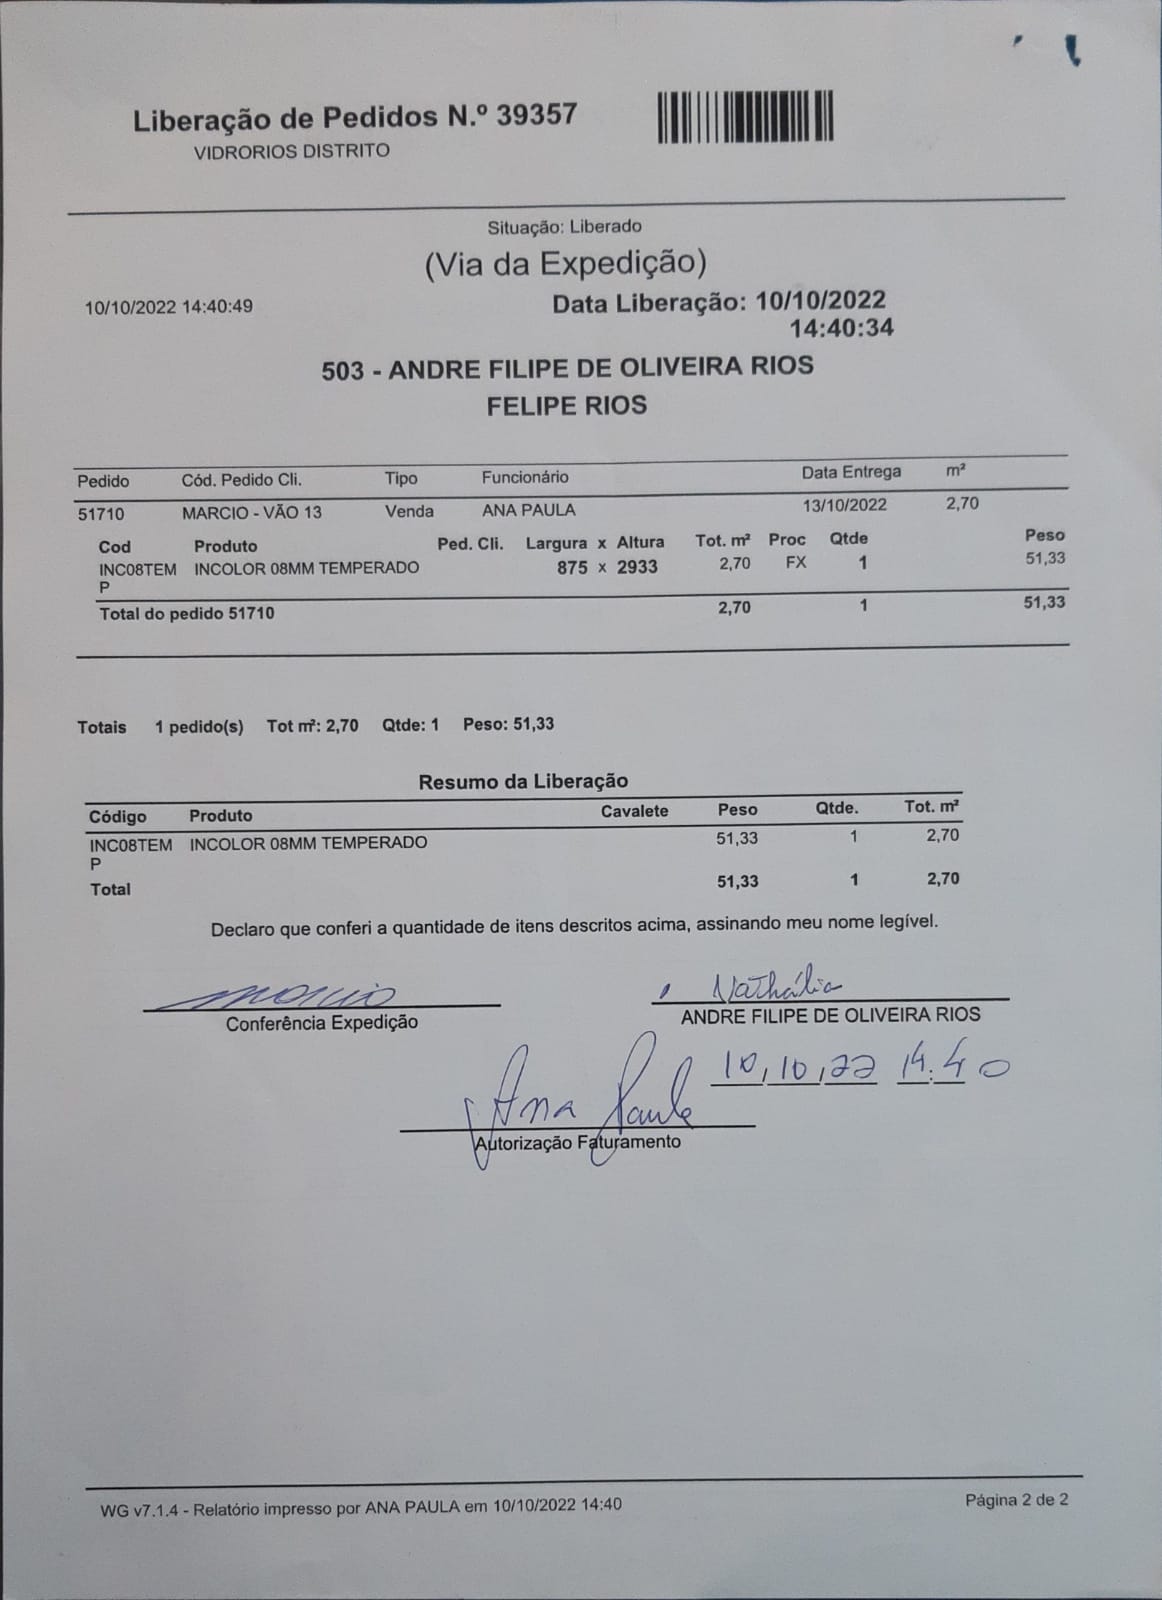 Liberação de Pedidos N.º 39357
VIDRORIOS DISTRITO
Situação: Liberado
(Via da Expedição)
10/10/2022 14:40:49 Data Liberação: 10/10/2022
14:40:34
503 - ANDRE FILIPE DE OLIVEIRA RIOS
FELIPE RIOS
Pedido Cód. Pedido Cli. Tipo Funcionário Data Entrega m²
51710 MARCIO - VÃO 13 Venda ANA PAULA 13/10/2022 2,70
Cod Produto Ped. Cli. Largura x Altura Tot. m² Proc Qtde Peso
INC08TEM INCOLOR 08MM TEMPERADO 875 x 2933 2,70 FX 1 51,33
P
Total do pedido 51710 2,70 1 51,33
Totais 1 pedido(s) Tot m²: 2,70 Qtde: 1 Peso: 51,33
Resumo da Liberação
Código Produto Cavalete Peso Qtde. Tot. m²
INC08TEM INCOLOR 08MM TEMPERADO 51,33 1 2,70
P
Total 51,33 1 2,70
Declaro que conferi a quantidade de itens descritos acima, assinando meu nome legível.
marcio Nathália
Conferência Expedição ANDRE FILIPE DE OLIVEIRA RIOS
10,10,22 14:40
Ana Paula
Autorização Faturamento
WG v7.1.4 - Relatório impresso por ANA PAULA em 10/10/2022 14:40 Página 2 de 2